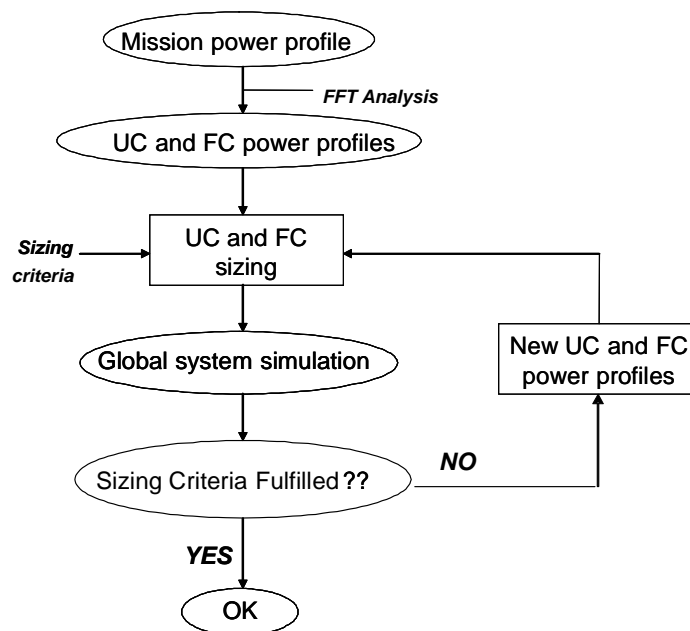 Mission power profile
FFT Analysis
UC and FC power profiles
Sizing
criteria
UC and FC
sizing
Global system simulation
New UC and FC
power profiles
Sizing Criteria Fulfilled ??
NO
YES
OK